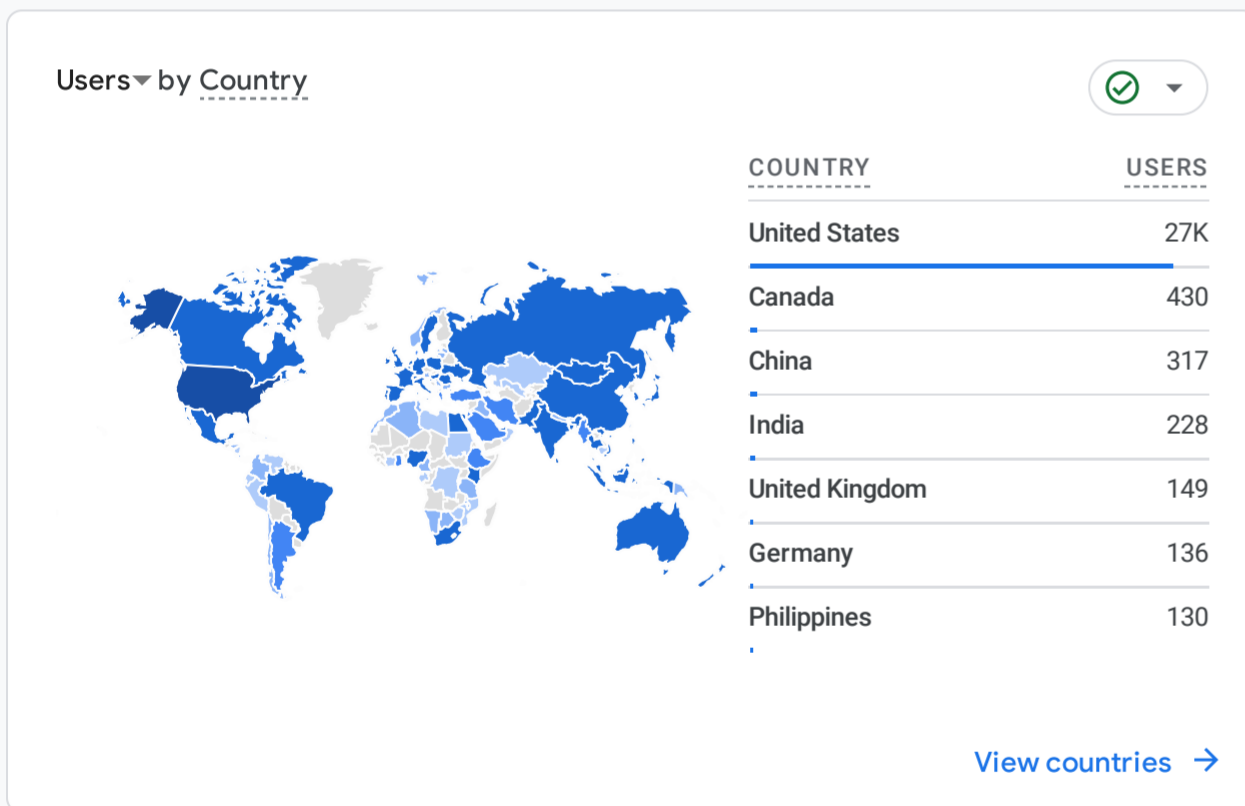 Users by Country
COUNTRY USERS
United States 27K
Canada 430
China 317
India 228
United Kingdom 149
Germany 136
Philippines 130
View countries